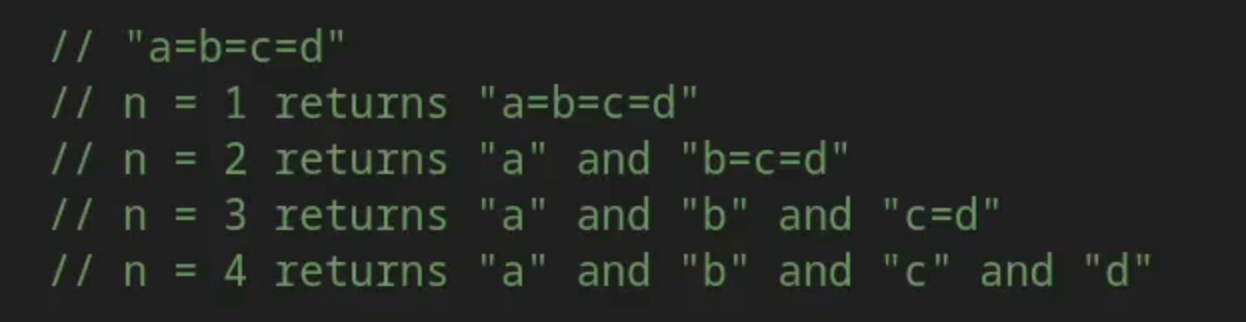 // "a=b=c=d"
// n = 1 returns "a=b=c=d"
// n = 2 returns "a" and "b=c=d"
// n = 3 returns "a" and "b" and "c=d"
// n = 4 returns "a" and "b" and "c" and "d"